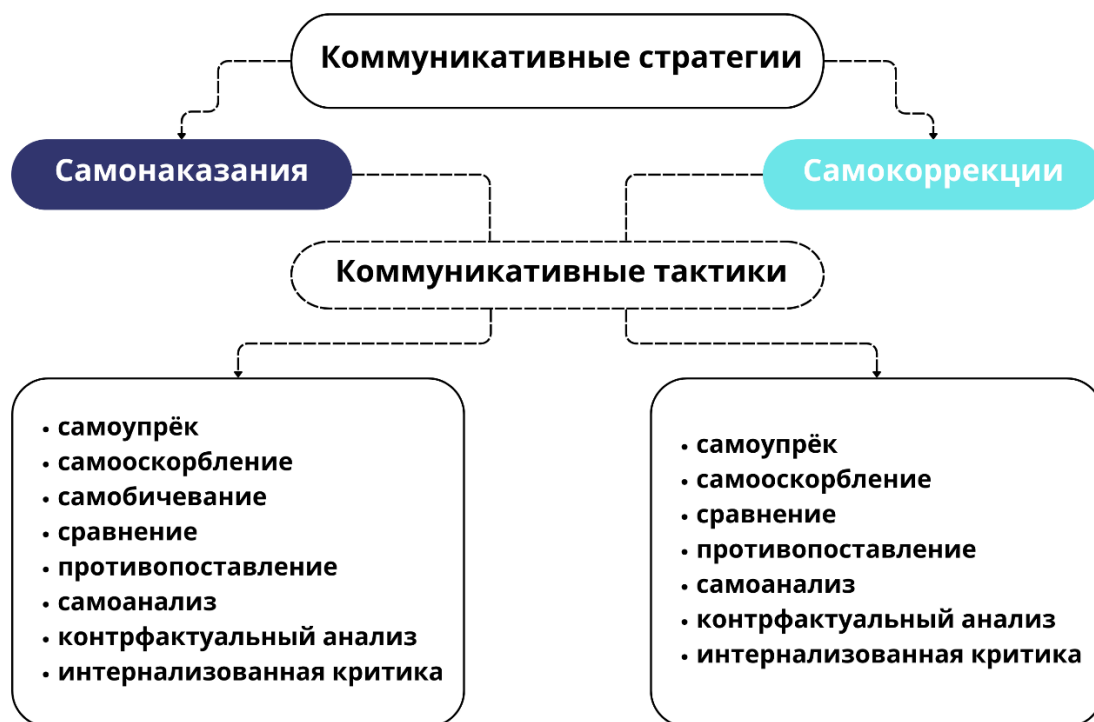 Коммуникативные стратегии
Самонаказания
Самокоррекции
Коммуникативные тактики
• самоупрёк
• самооскорбление
• самобичевание
• сравнение
• противопоставление
• самоанализ
• контрфактуальный анализ
• интернализованная критика
• самоупрёк
• самооскорбление
• сравнение
• противопоставление
• самоанализ
• контрфактуальный анализ
• интернализованная критика